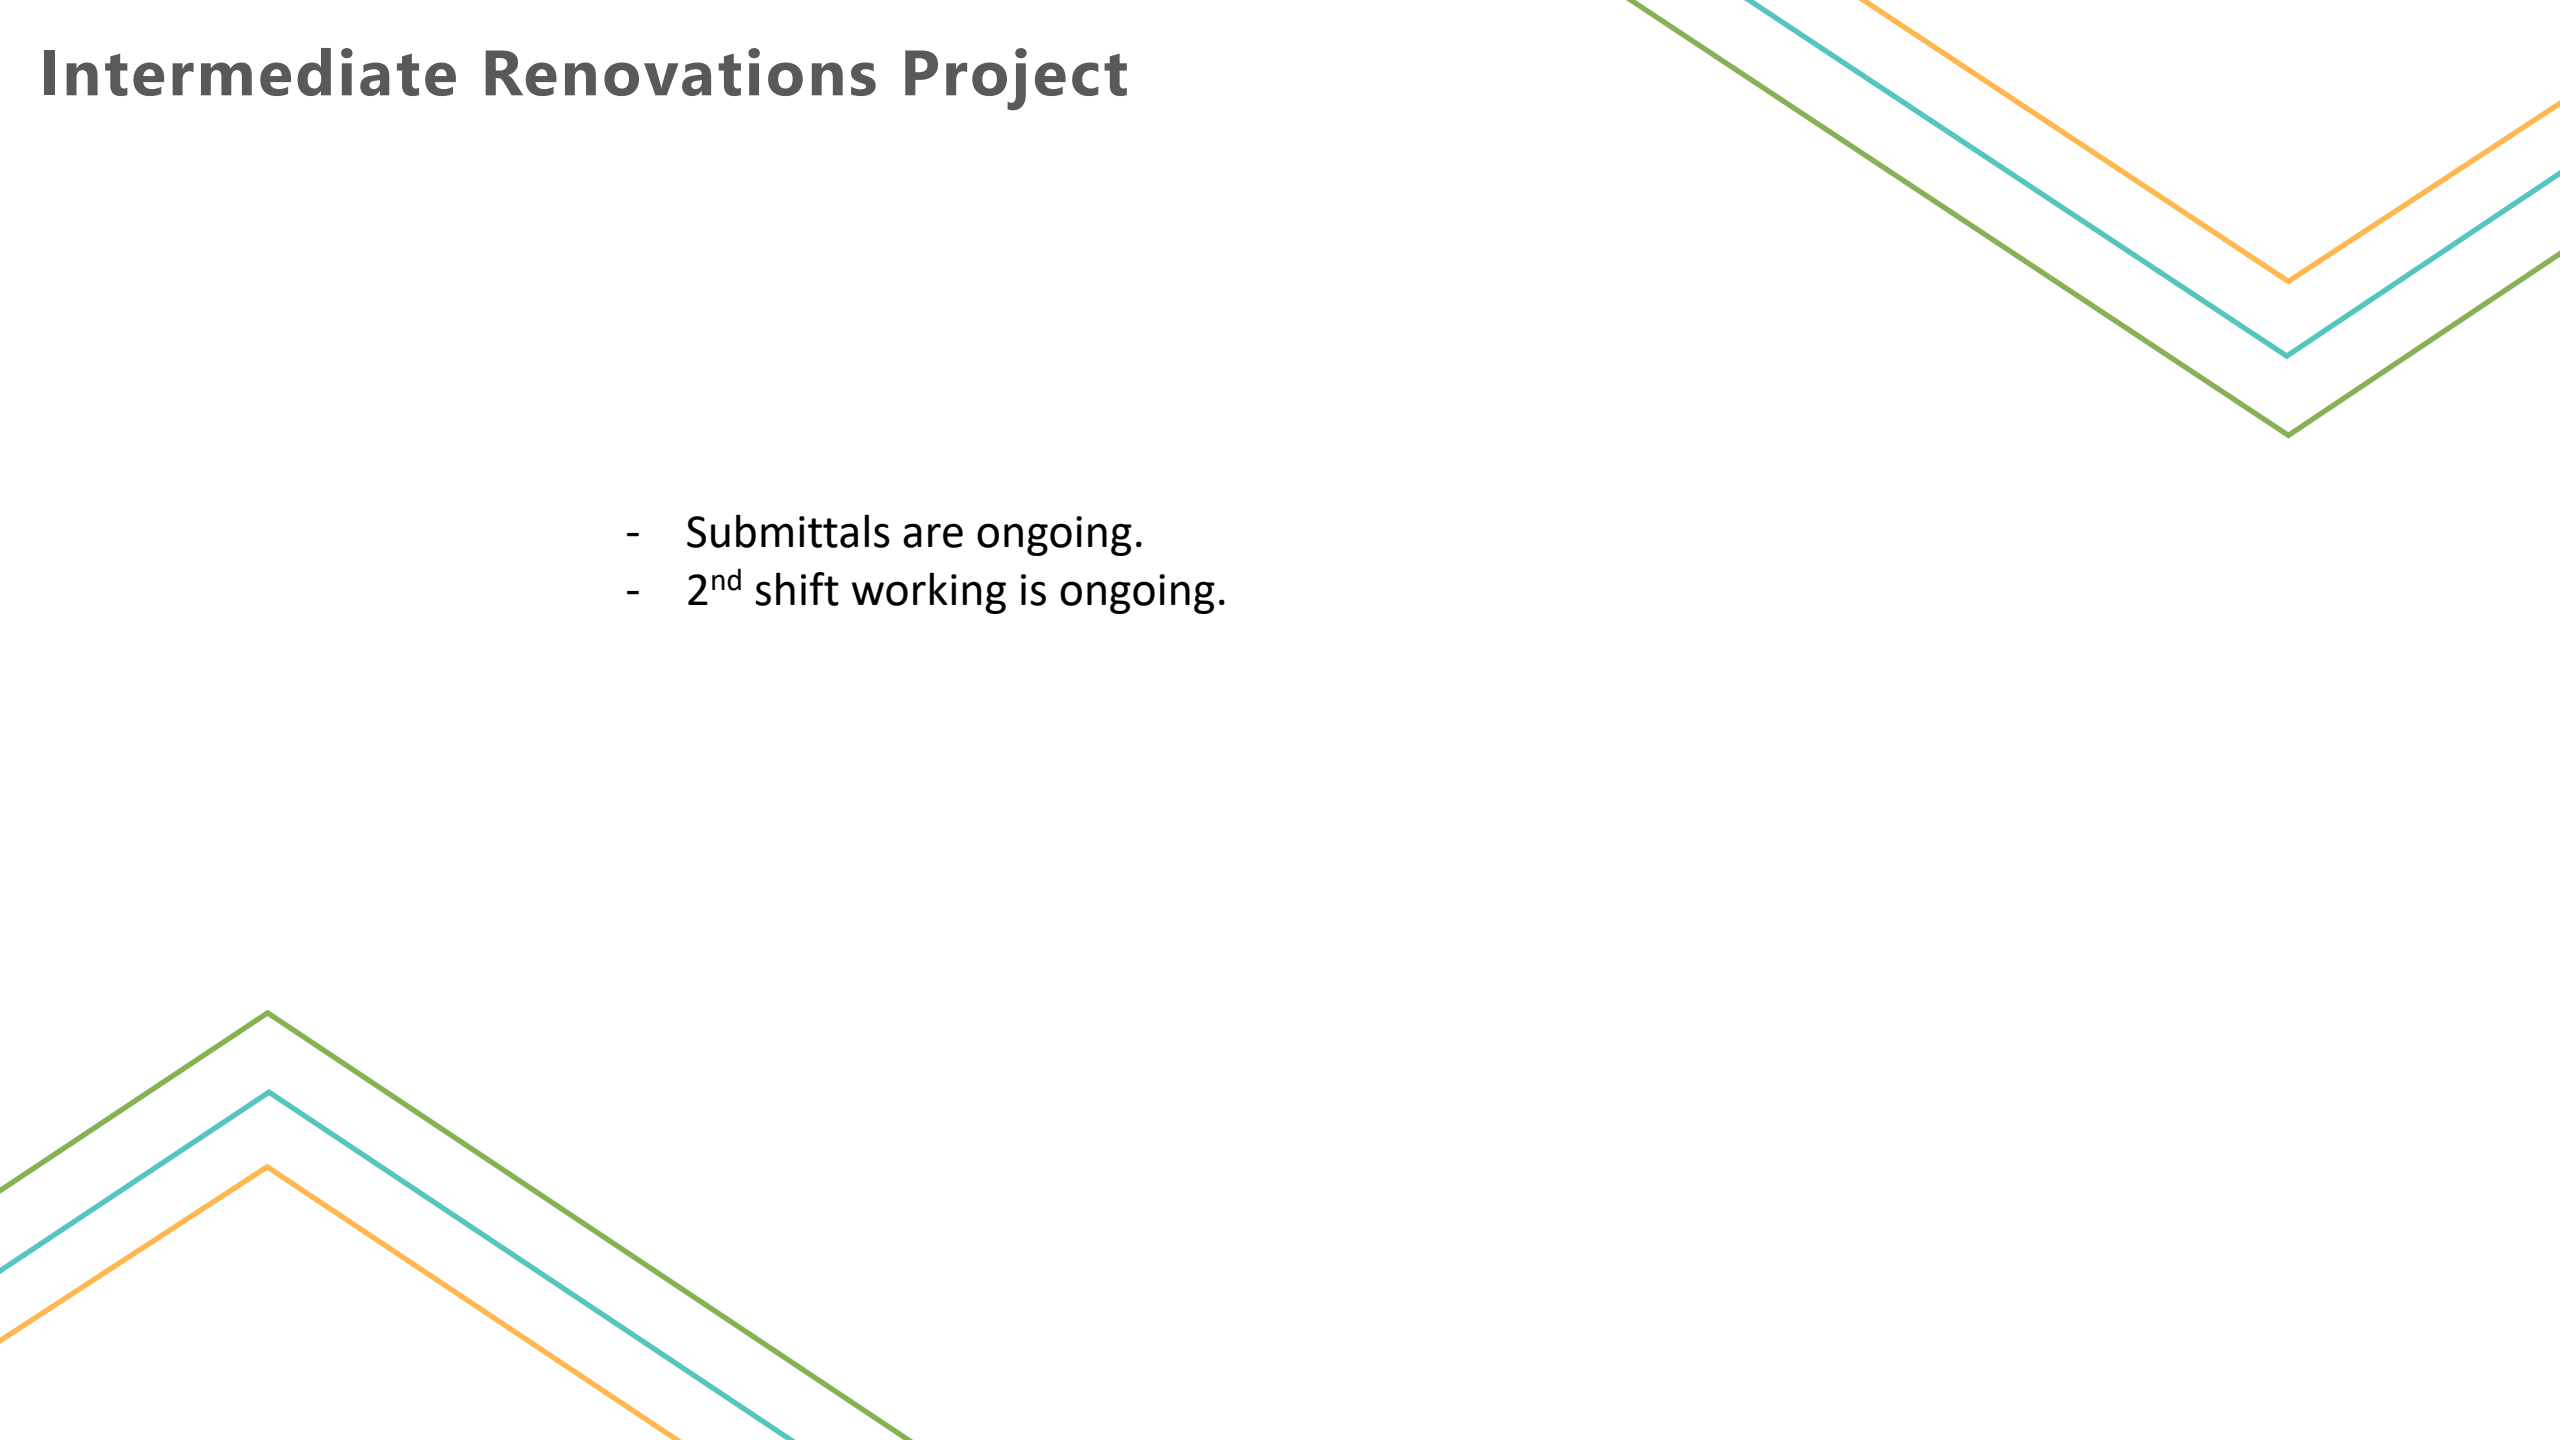 Intermediate Renovations Project
- Submittals are ongoing.
- 2nd shift working is ongoing.